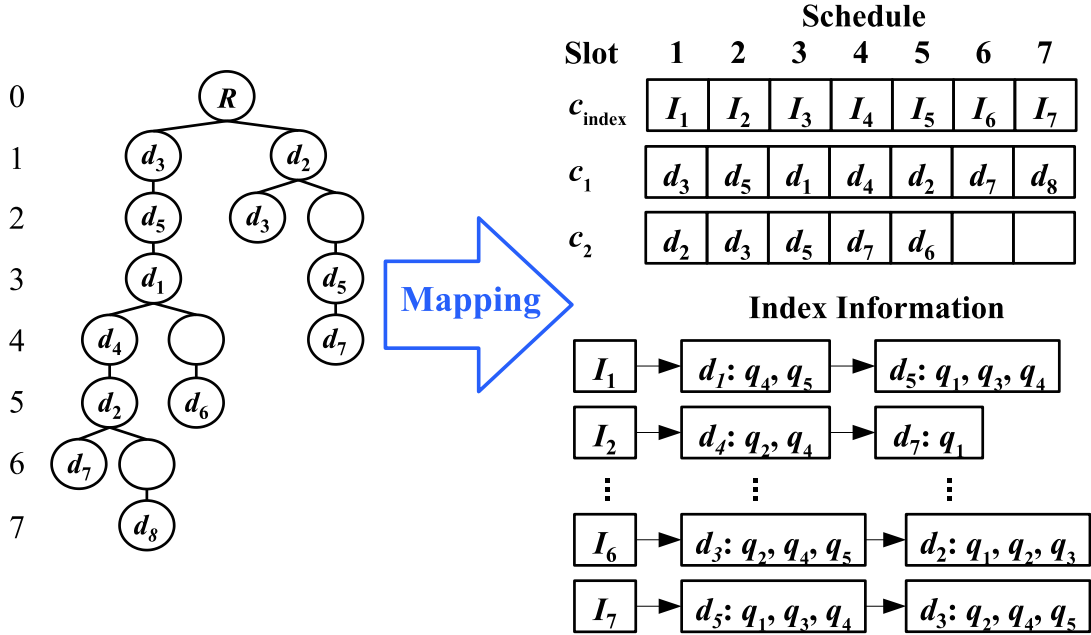 0 R
1 d₃ d₂
2 d₅ d₃
3 d₁ d₅
4 d₄ d₇
5 d₂ d₆
6 d₇
7 d₈
Mapping
Schedule
Slot 1 2 3 4 5 6 7
c_index I₁ I₂ I₃ I₄ I₅ I₆ I₇
c₁ d₃ d₅ d₁ d₄ d₂ d₇ d₈
c₂ d₂ d₃ d₅ d₇ d₆
Index Information
I₁ d₁: q₄, q₅ d₅: q₁, q₃, q₄
I₂ d₄: q₂, q₄ d₇: q₁
⋮ ⋮ ⋮
I₆ d₃: q₂, q₄, q₅ d₂: q₁, q₂, q₃
I₇ d₅: q₁, q₃, q₄ d₃: q₂, q₄, q₅